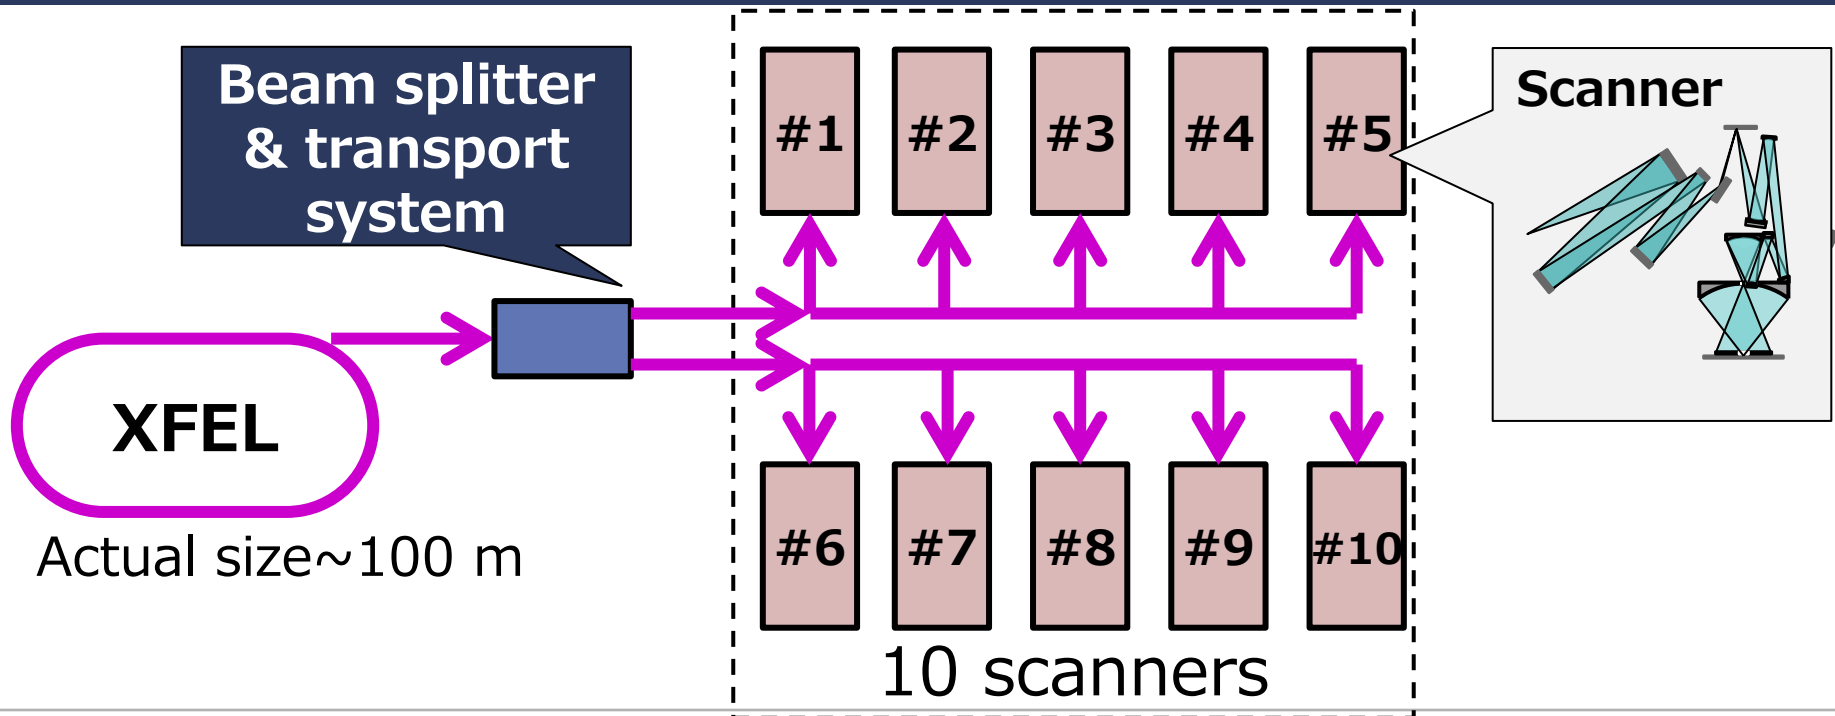 Beam splitter
& transport
system
#1
#2
#3
#4
#5
Scanner
XFEL
Actual size~100 m
#6
#7
#8
#9
#10
10 scanners